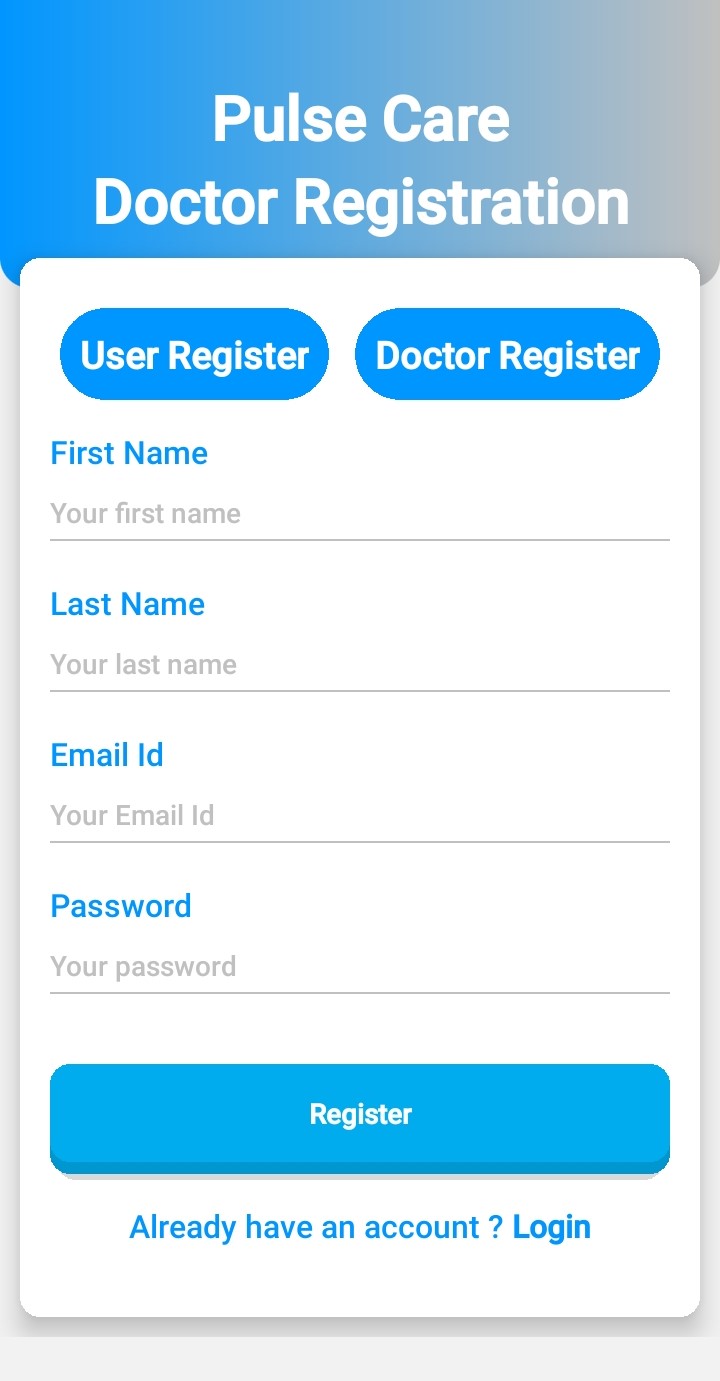 Pulse Care
Doctor Registration
User Register Doctor Register
First Name
Your first name
Last Name
Your last name
Email Id
Your Email Id
Password
Your password
Register
Already have an account ? Login